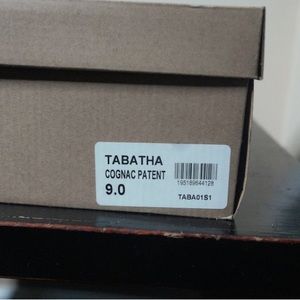 TABATHA
COGNAC PATENT
9.0
195189644128
TABA01S1